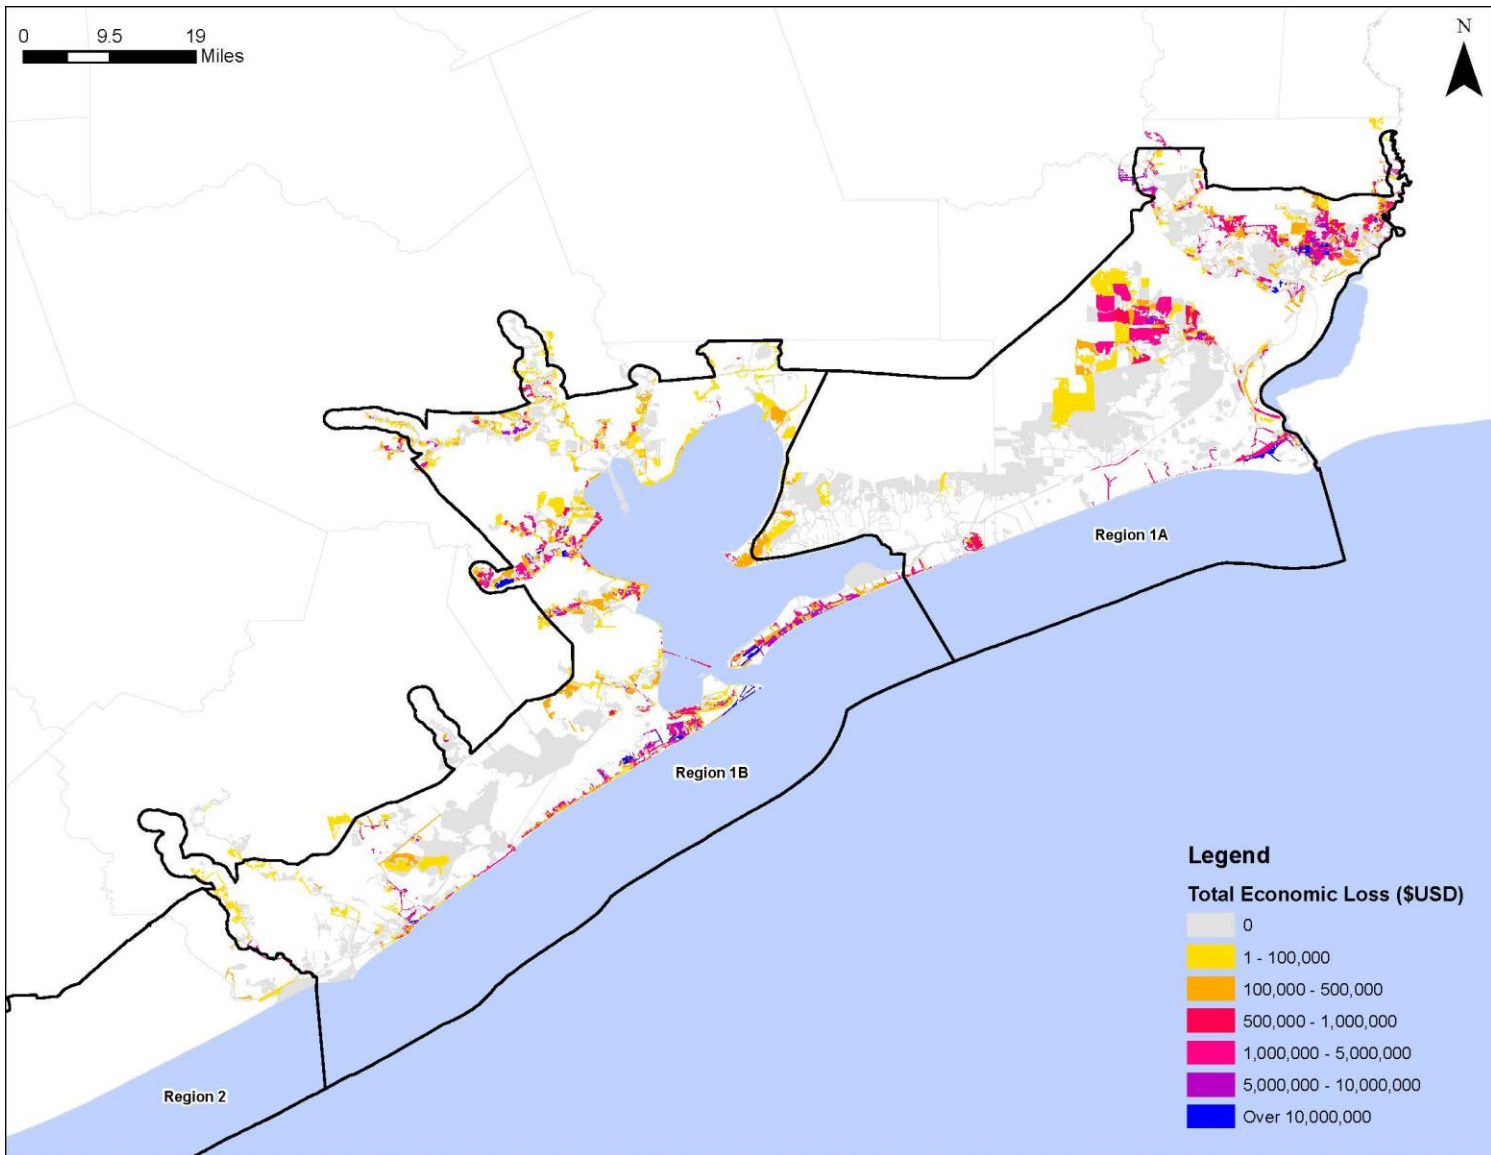 0 9.5 19
Miles
N
Region 1A
Region 1B
Region 2
Legend
Total Economic Loss ($USD)
0
1 - 100,000
100,000 - 500,000
500,000 - 1,000,000
1,000,000 - 5,000,000
5,000,000 - 10,000,000
Over 10,000,000